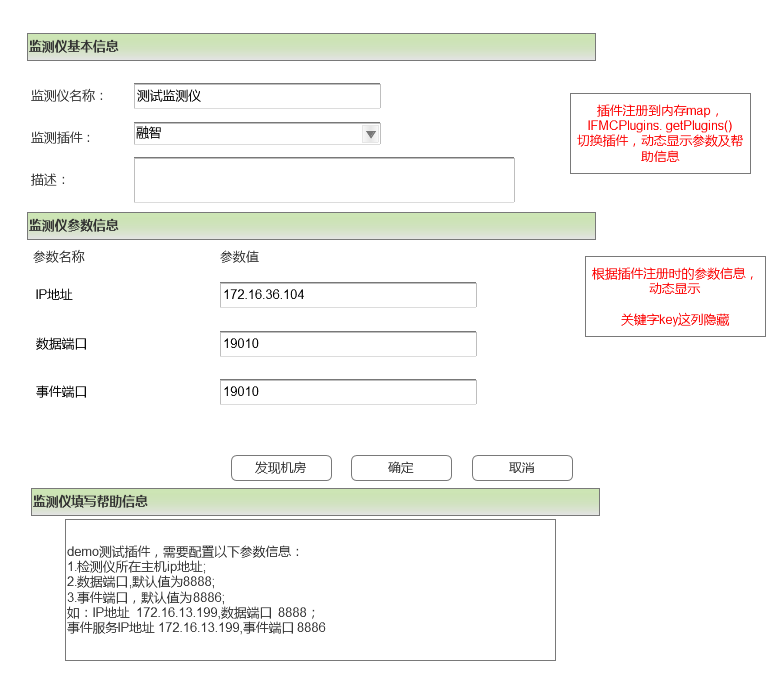 监测仪基本信息
监测仪名称：
测试监测仪
监测插件：
融智
描述：
插件注册到内存map，
IFMCPlugins. getPlugins()
切换插件，动态显示参数及帮
助信息
监测仪参数信息
参数名称
参数值
IP地址
172.16.36.104
数据端口
19010
事件端口
19010
根据插件注册时的参数信息，
动态显示
关键字key这列隐藏
发现机房
确定
取消
监测仪填写帮助信息
demo测试插件，需要配置以下参数信息：
1.检测仪所在主机ip地址;
2.数据端口,默认值为8888;
3.事件端口，默认值为8886;
如：IP地址 172.16.13.199,数据端口 8888；
事件服务IP地址 172.16.13.199,事件端口 8886